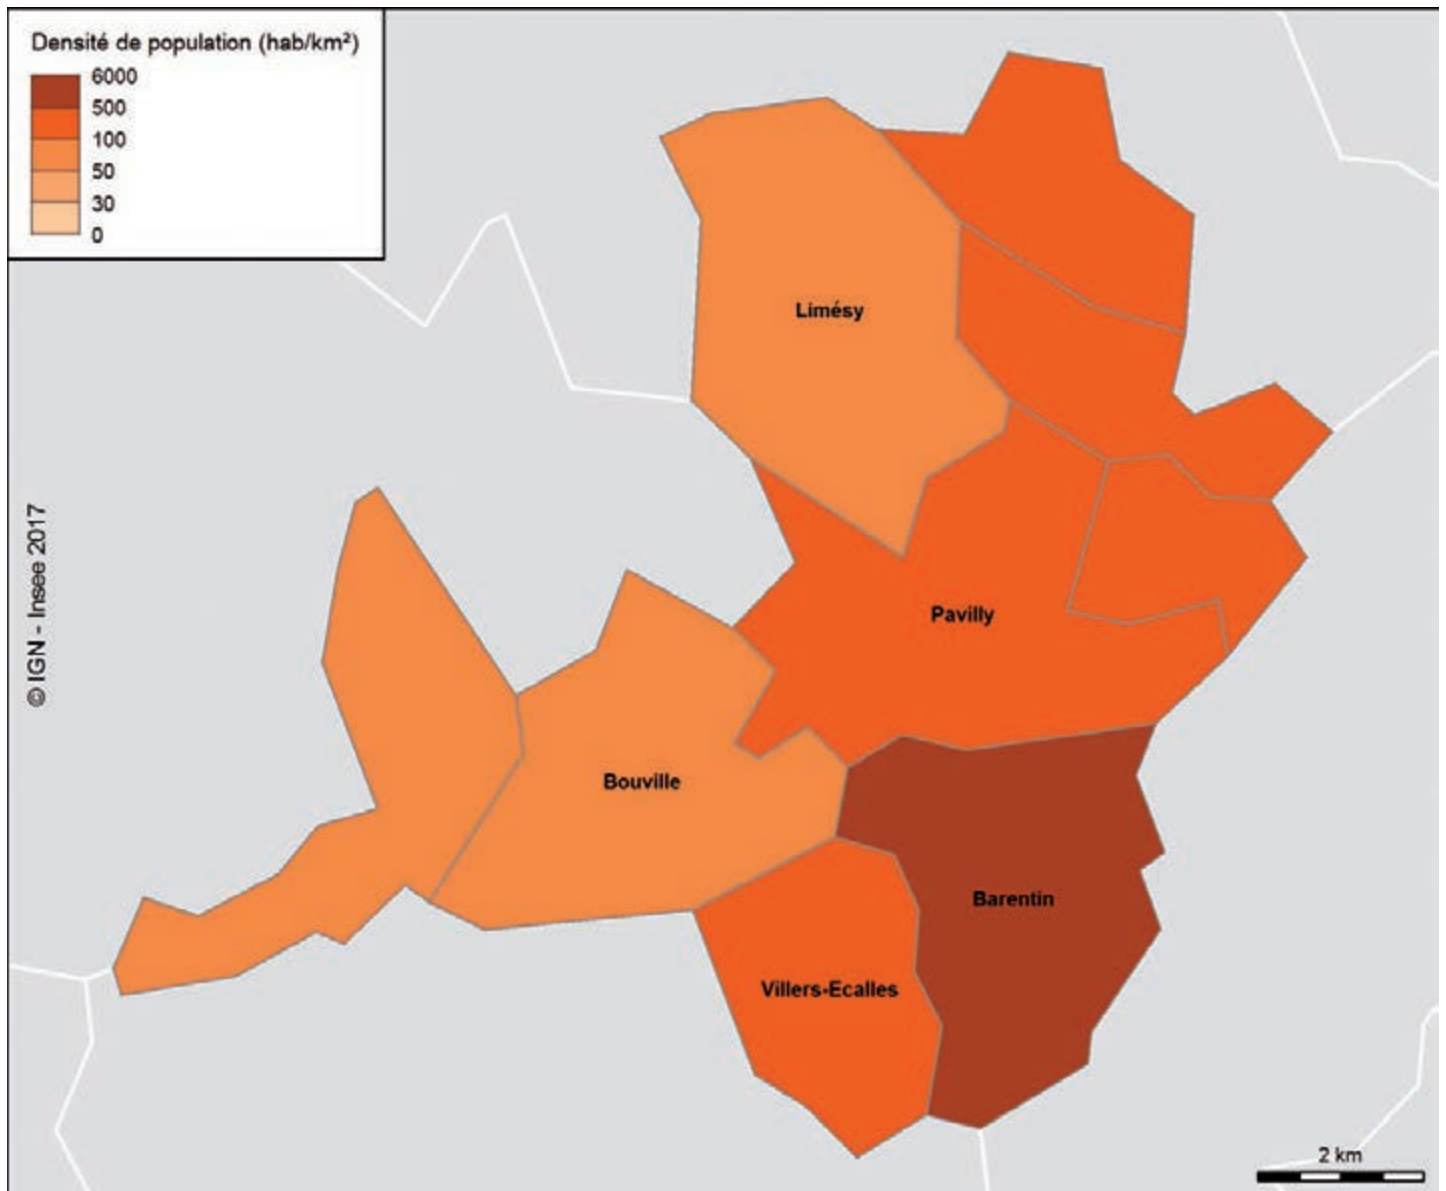 Densité de population (hab/km²)
6000
500
100
50
30
0
Limésy
© IGN - Insee 2017
Pavilly
Bouville
Barentin
Villers-Ecalles
2 km